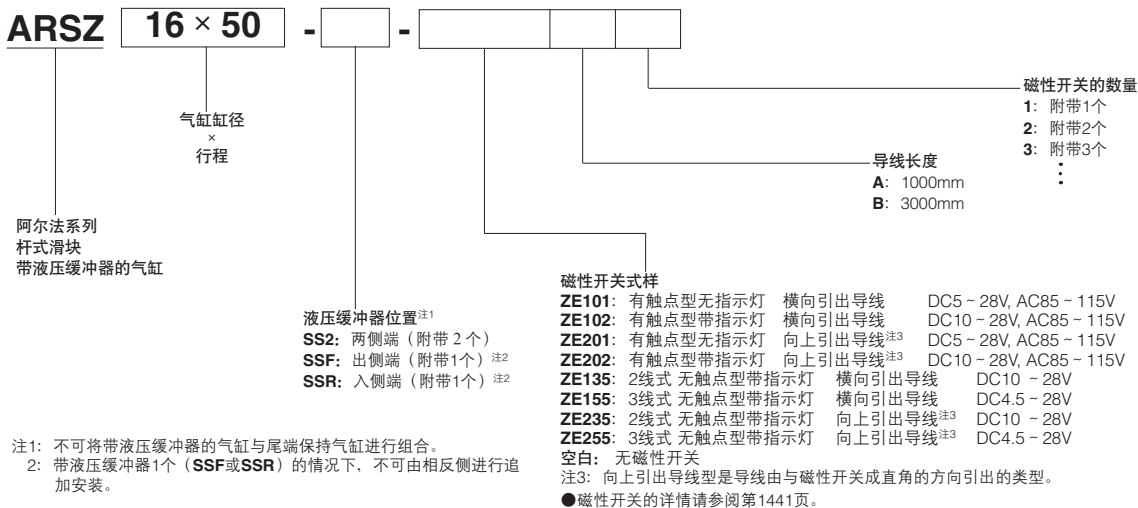 ARSZ 16 × 50 - -
磁性开关的数量
1: 附带1个
2: 附带2个
3: 附带3个
⋮
气缸缸径
×
行程
导线长度
A: 1000mm
B: 3000mm
阿尔法系列
杆式滑块
带液压缓冲器的气缸
液压缓冲器位置注1
SS2: 两侧端（附带 2 个）
SSF: 出侧端（附带1个）注2
SSR: 入侧端（附带1个）注2
磁性开关式样
ZE101: 有触点型无指示灯 横向引出导线 DC5 ~ 28V, AC85 ~ 115V
ZE102: 有触点型带指示灯 横向引出导线 DC10 ~ 28V, AC85 ~ 115V
ZE201: 有触点型无指示灯 向上引出导线注3 DC5 ~ 28V, AC85 ~ 115V
ZE202: 有触点型带指示灯 向上引出导线注3 DC10 ~ 28V, AC85 ~ 115V
ZE135: 2线式 无触点型带指示灯 横向引出导线 DC10 ~ 28V
ZE155: 3线式 无触点型带指示灯 横向引出导线 DC4.5 ~ 28V
ZE235: 2线式 无触点型带指示灯 向上引出导线注3 DC10 ~ 28V
ZE255: 3线式 无触点型带指示灯 向上引出导线注3 DC4.5 ~ 28V
空白: 无磁性开关
注3: 向上引出导线型是导线由与磁性开关成直角的方向引出的类型。
●磁性开关的详情请参阅第1441页。
注1: 不可将带液压缓冲器的气缸与尾端保持气缸进行组合。
2: 带液压缓冲器1个（SSF或SSR）的情况下，不可由相反侧进行追
加安装。